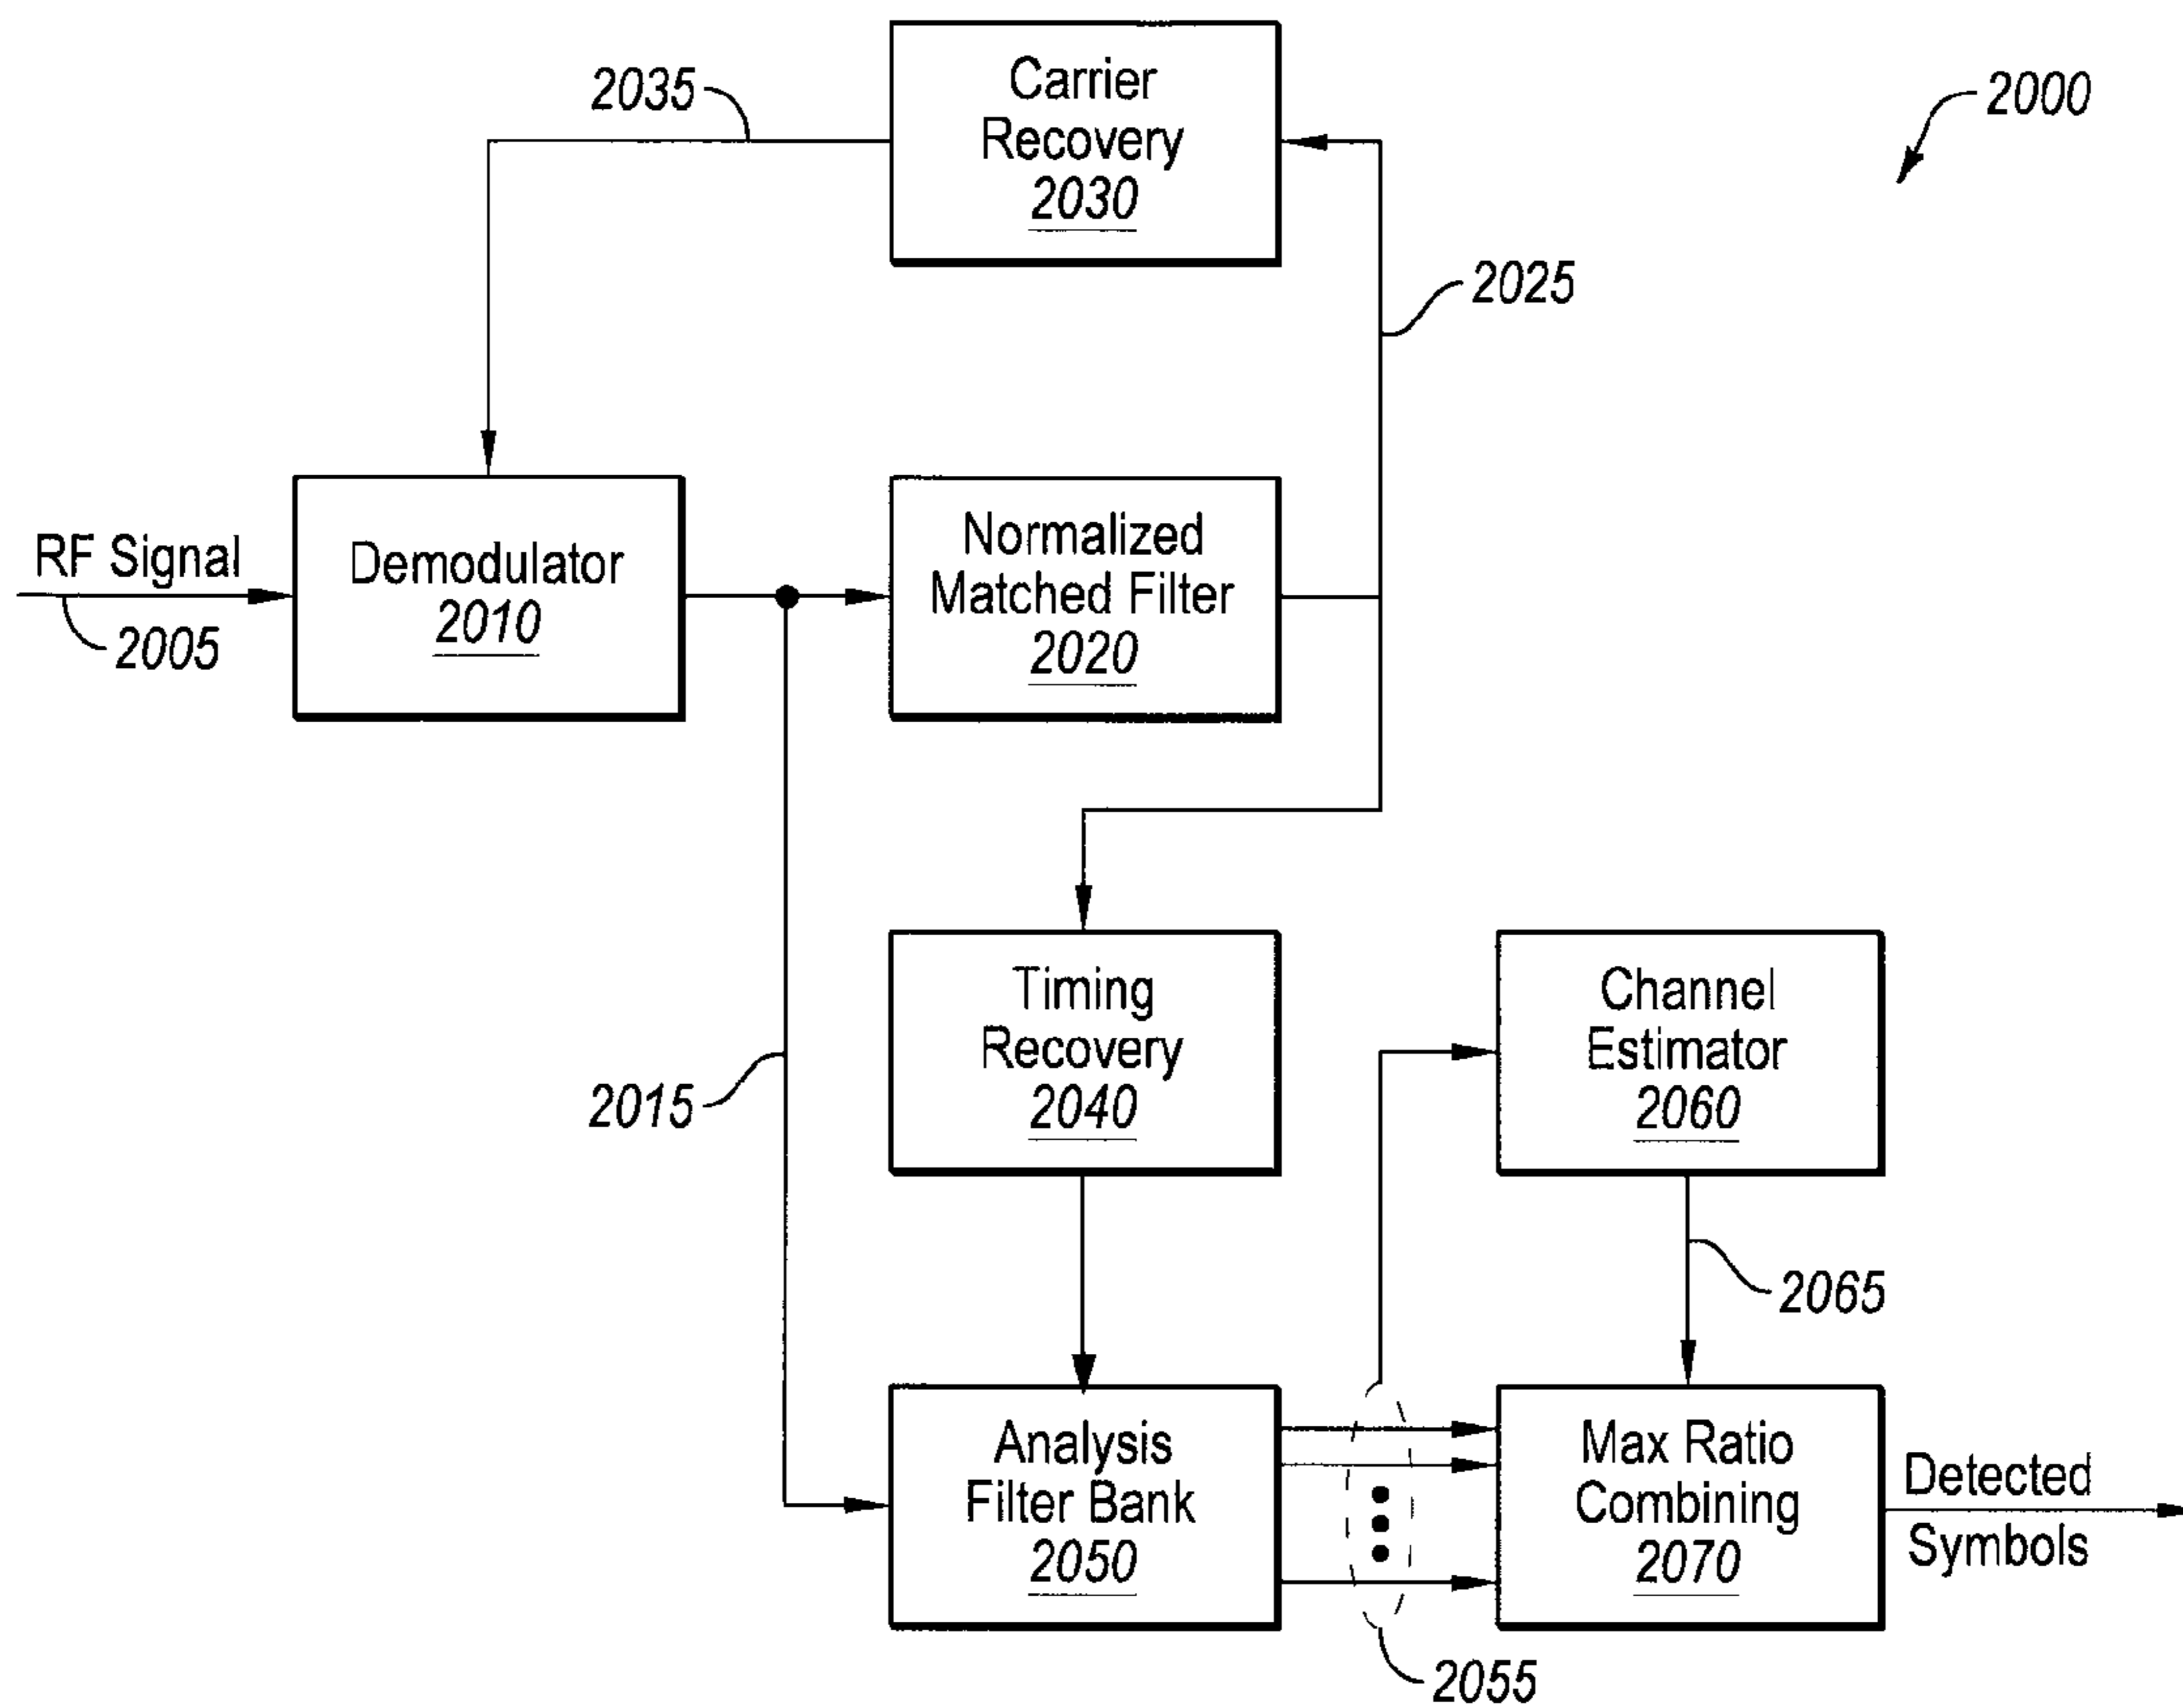 Carrier
Recovery
2030
2035
2000
2025
RF Signal
2005
Demodulator
2010
Normalized
Matched Filter
2020
Timing
Recovery
2040
Channel
Estimator
2060
2015
2065
Analysis
Filter Bank
2050
Max Ratio
Combining
2070
Detected
Symbols
2055